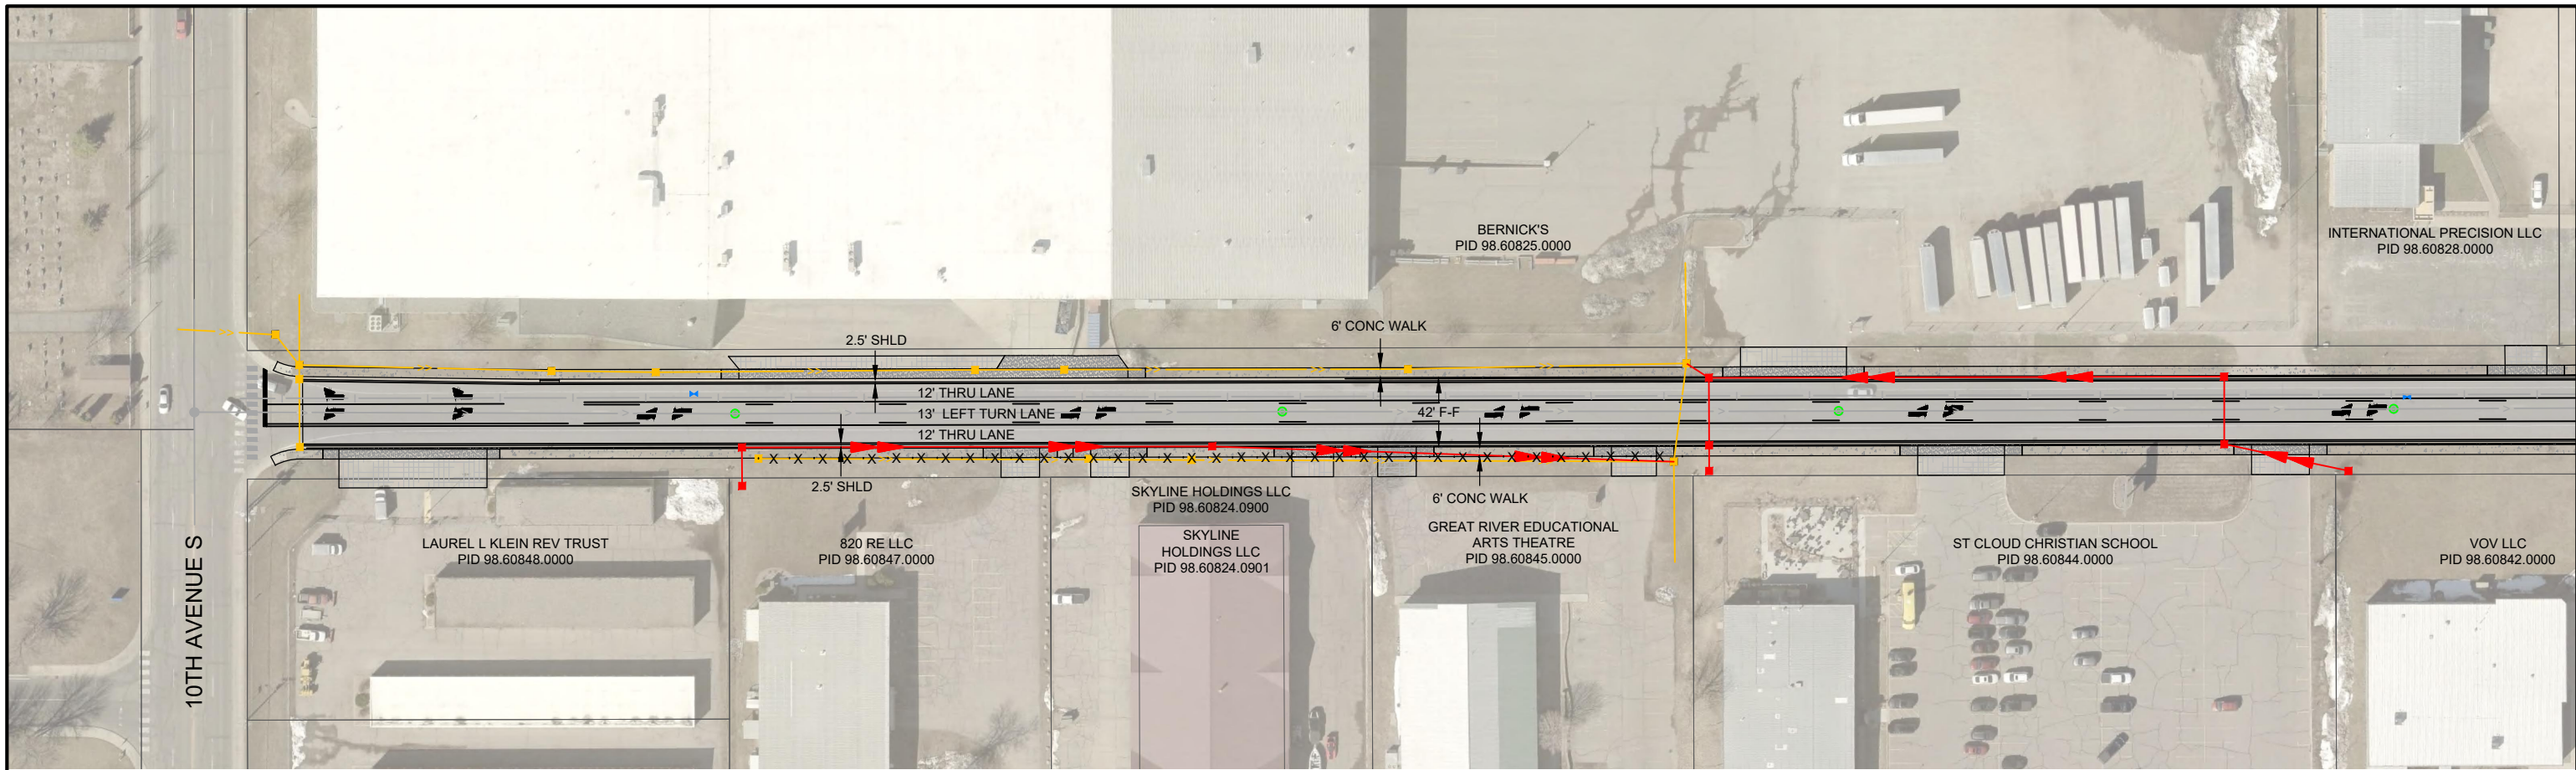 BERNICK'S
PID 98.60825.0000
INTERNATIONAL PRECISION LLC
PID 98.60828.0000
6' CONC WALK
2.5' SHLD
12' THRU LANE
13' LEFT TURN LANE
42' F-F
12' THRU LANE
2.5' SHLD
6' CONC WALK
10TH AVENUE S
LAUREL L KLEIN REV TRUST
PID 98.60848.0000
820 RE LLC
PID 98.60847.0000
SKYLINE HOLDINGS LLC
PID 98.60824.0900
SKYLINE
HOLDINGS LLC
PID 98.60824.0901
GREAT RIVER EDUCATIONAL
ARTS THEATRE
PID 98.60845.0000
ST CLOUD CHRISTIAN SCHOOL
PID 98.60844.0000
VOV LLC
PID 98.60842.0000